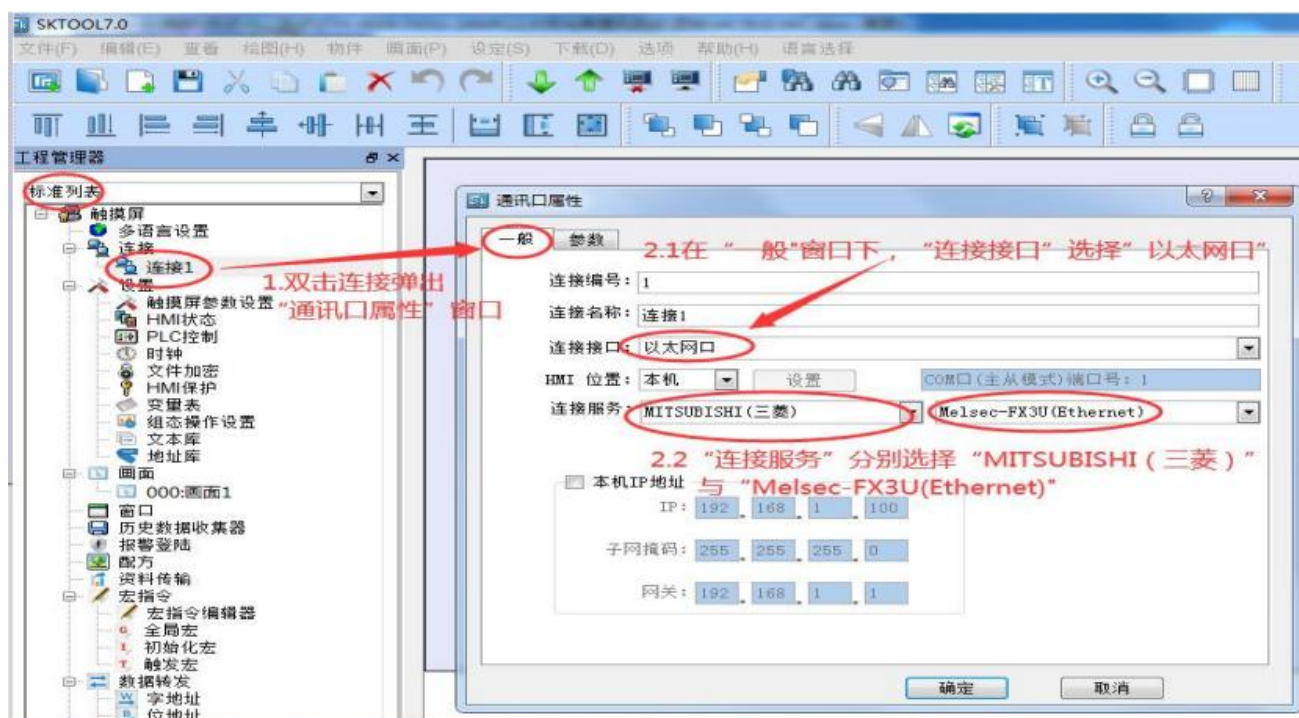 SKTOOL7.0
文件(F) 编辑(E) 查看 绘图(H) 物件 画面(P) 设定(S) 下载(D) 选项 帮助(H) 语言选择
工程管理器
标准列表
触摸屏
多语言设置
连接
连接1
设置
触摸屏参数设置
HMI状态
PLC控制
时钟
文件加密
HMI保护
变量表
组态操作设置
文本库
地址库
画面
000:画面1
窗口
历史数据收集器
报警登陆
配方
资料传输
宏指令
宏指令编辑器
全局宏
初始化宏
触发宏
数据转发
字地址
位地址
1.双击连接弹出
“通讯口属性”窗口
通讯口属性
一般 参数
2.1在“一般"窗口下，“连接接口”选择”以太网口”
连接编号: 1
连接名称: 连接1
连接接口: 以太网口
HMI 位置: 本机 设置 COM口(主从模式)端口号: 1
连接服务: MITSUBISHI(三菱) Melsec-FX3U(Ethernet)
2.2 “连接服务”分别选择“MITSUBISHI（三菱）”
与“Melsec-FX3U(Ethernet)"
本机IP地址
IP: 192 . 168 . 1 . 100
子网掩码: 255 . 255 . 255 . 0
网关: 192 . 168 . 1 . 1
确定 取消